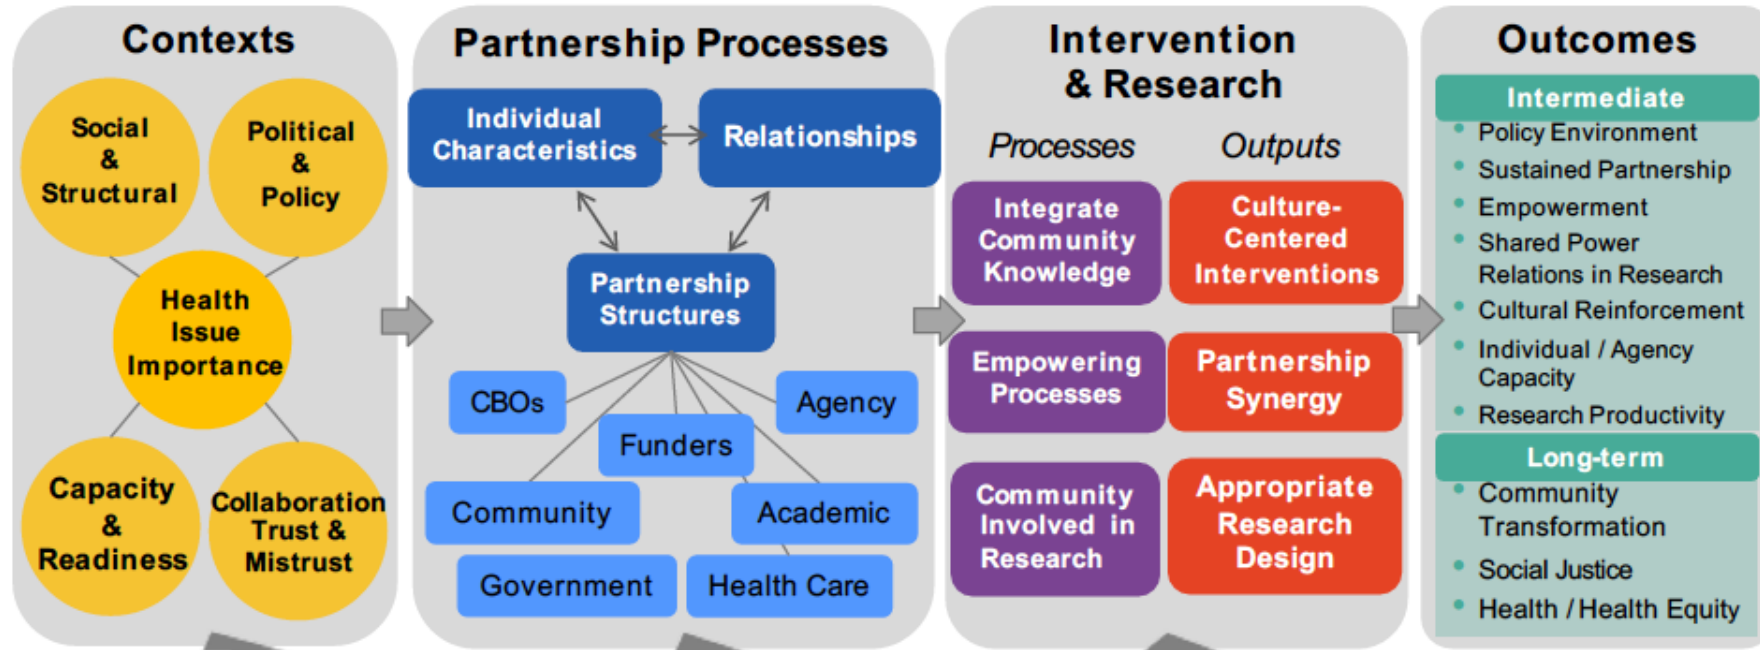 Contexts
Social
&
Structural
Political
&
Policy
Health
Issue
Importance
Capacity
&
Readiness
Collaboration
Trust &
Mistrust
Partnership Processes
Individual
Characteristics
Relationships
Partnership
Structures
CBOs
Agency
Funders
Community
Academic
Government
Health Care
Intervention
& Research
Processes
Outputs
Integrate
Community
Knowledge
Culture-
Centered
Interventions
Empowering
Processes
Partnership
Synergy
Community
Involved in
Research
Appropriate
Research
Design
Outcomes
Intermediate
• Policy Environment
• Sustained Partnership
• Empowerment
• Shared Power
Relations in Research
• Cultural Reinforcement
• Individual / Agency
Capacity
• Research Productivity
Long-term
• Community
Transformation
• Social Justice
• Health / Health Equity